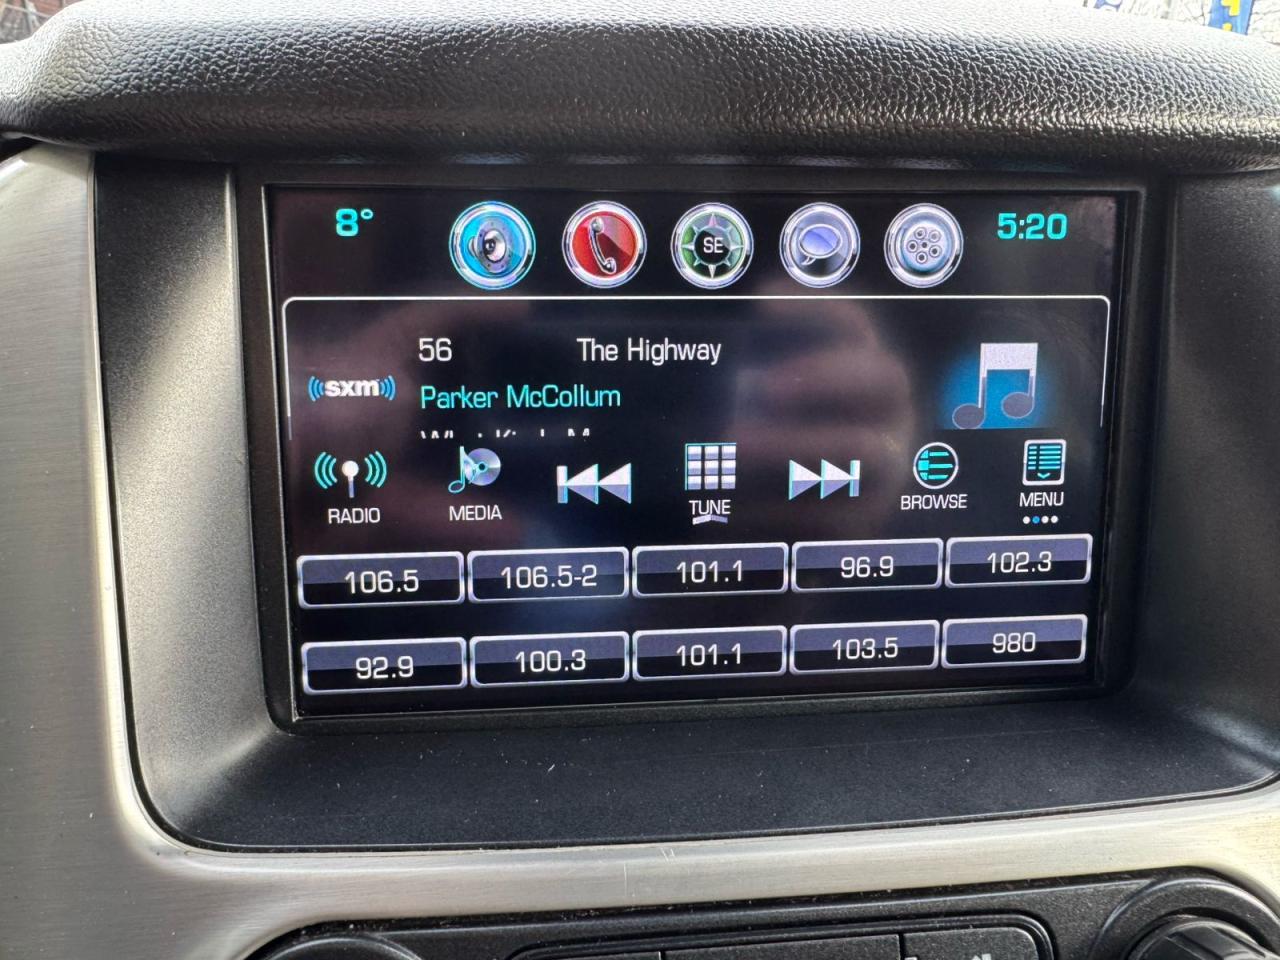 8° SE 5:20
56 The Highway
sxm Parker McCollum
RADIO MEDIA TUNE BROWSE MENU
106.5 106.5-2 101.1 96.9 102.3
92.9 100.3 101.1 103.5 980